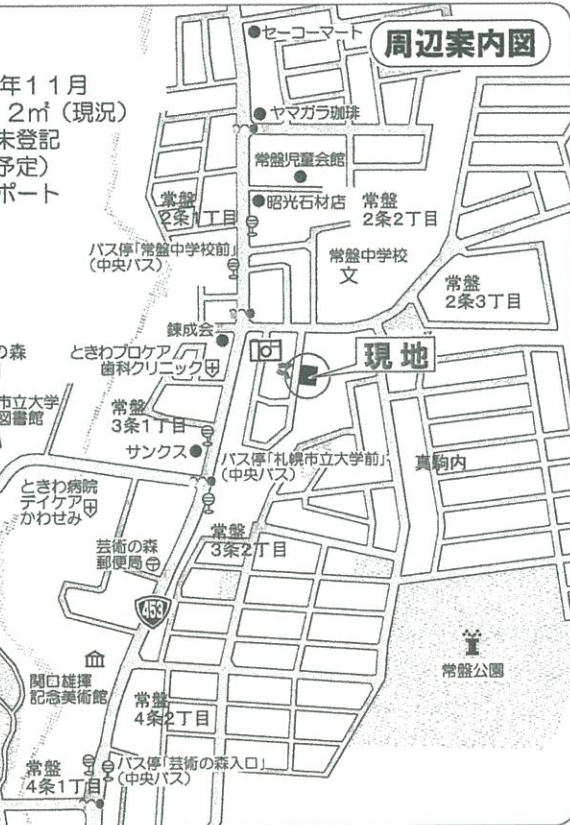 周辺案内図
年11月
2㎡（現況）
未登記
予定）
ポート
セーコーマート
ヤマガラ珈琲
常盤児童会館
昭光石材店
常盤
2条1丁目
常盤
2条2丁目
バス停「常盤中学校前」
（中央バス）
常盤中学校
文
常盤
2条3丁目
錬成会
の森
ときわプロケア
歯科クリニック
現地
市立大学
図書館
常盤
3条1丁目
サンクス
バス停「札幌市立大学前」
（中央バス）
真駒内
ときわ病院
デイケア
かわせみ
常盤
3条2丁目
芸術の森
郵便局
453
常盤公園
関口雄揮
記念美術館
常盤
4条2丁目
常盤
4条1丁目
バス停「芸術の森入口」
（中央バス）